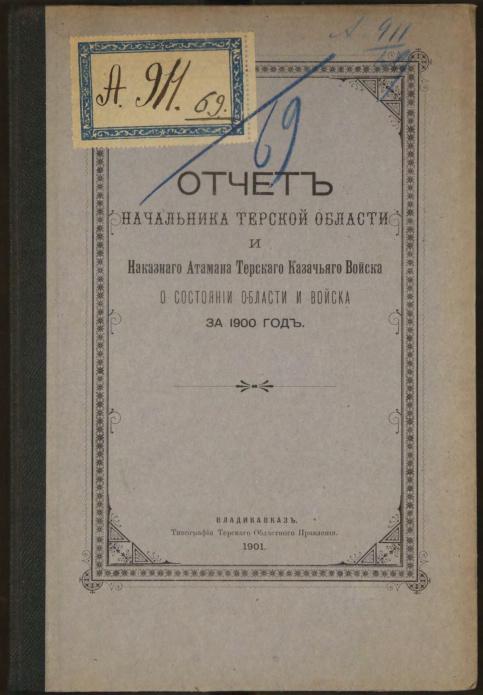 А. 911.
69.
А 911
69
ОТЧЕТЪ
НАЧАЛЬНИКА ТЕРСКОЙ ОБЛАСТИ
И
Наказнаго Атамана Терскаго Казачьяго Войска
О СОСТОЯНІИ ОБЛАСТИ И ВОЙСКА
ЗА 1900 ГОДЪ.
ВЛАДИКАВКАЗЪ.
Типографія Терскаго Областного Правленія.
1901.